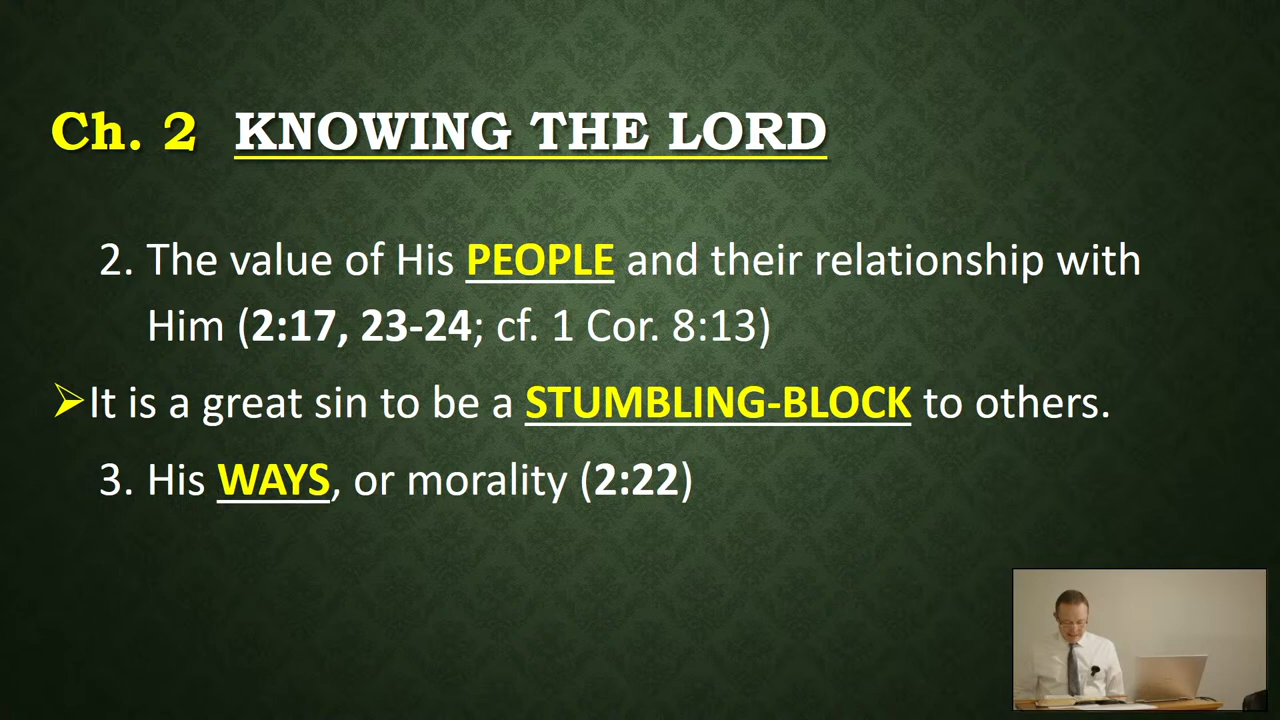 Ch. 2 KNOWING THE LORD
2. The value of His PEOPLE and their relationship with
Him (2:17, 23-24; cf. 1 Cor. 8:13)
It is a great sin to be a STUMBLING-BLOCK to others.
3. His WAYS, or morality (2:22)